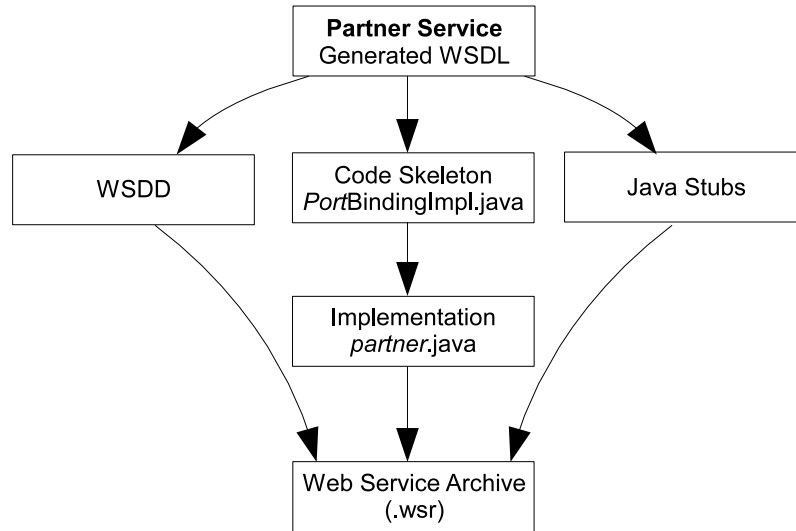 Partner Service
Generated WSDL
WSDD
Code Skeleton
PortBindingImpl.java
Java Stubs
Implementation
partner.java
Web Service Archive
(.wsr)